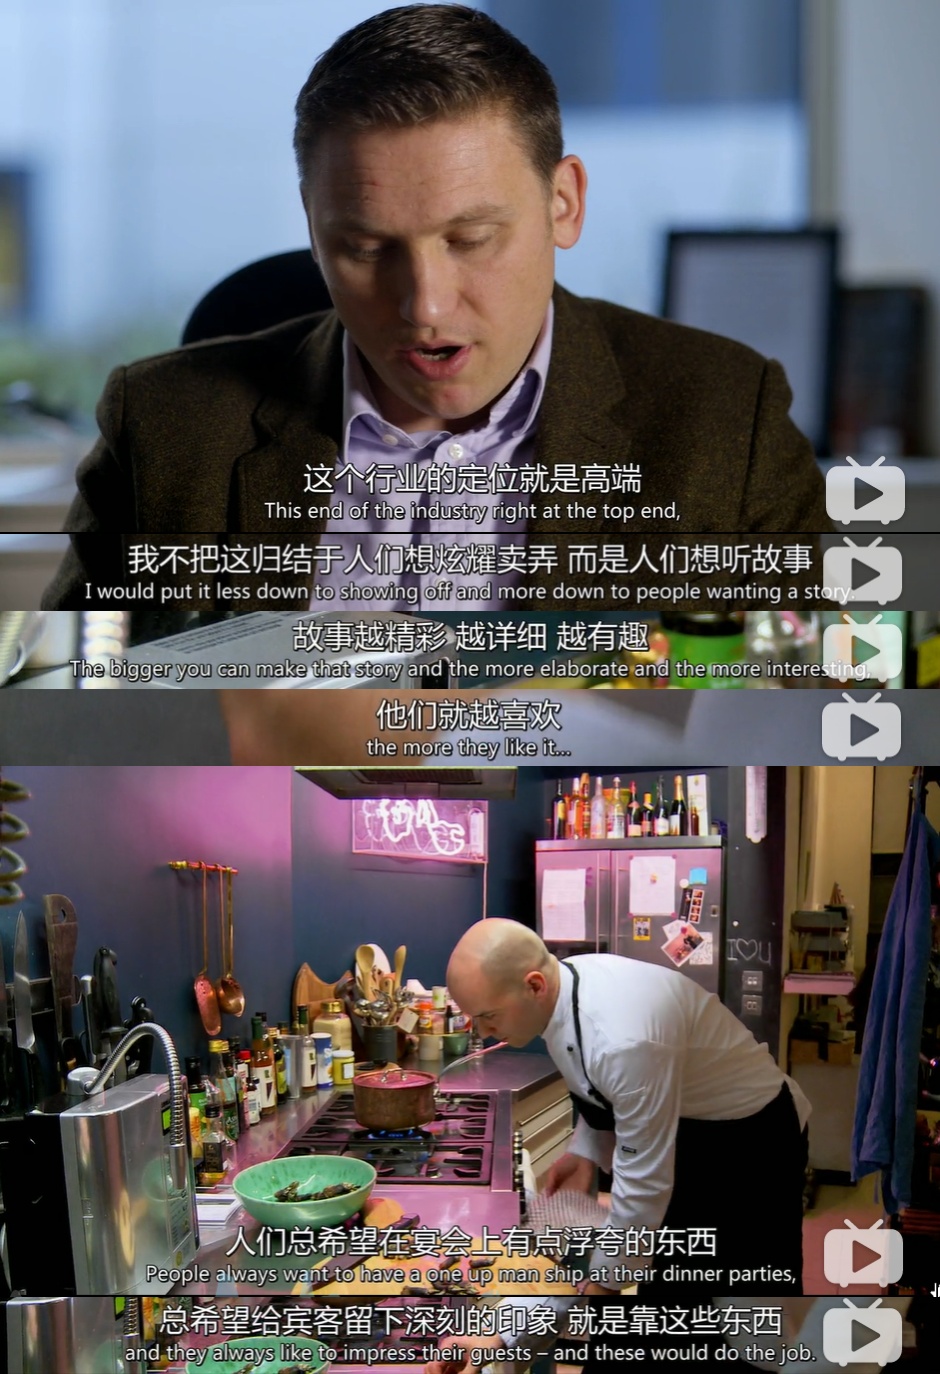 这个行业的定位就是高端
This end of the industry right at the top end,
我不把这归结于人们想炫耀卖弄 而是人们想听故事
I would put it less down to showing off and more down to people wanting a story.
故事越精彩 越详细 越有趣
The bigger you can make that story and the more elaborate and the more interesting,
他们就越喜欢
the more they like it...
I♡U
人们总希望在宴会上有点浮夸的东西
People always want to have a one up man ship at their dinner parties,
总希望给宾客留下深刻的印象 就是靠这些东西
and they always like to impress their guests – and these would do the job.